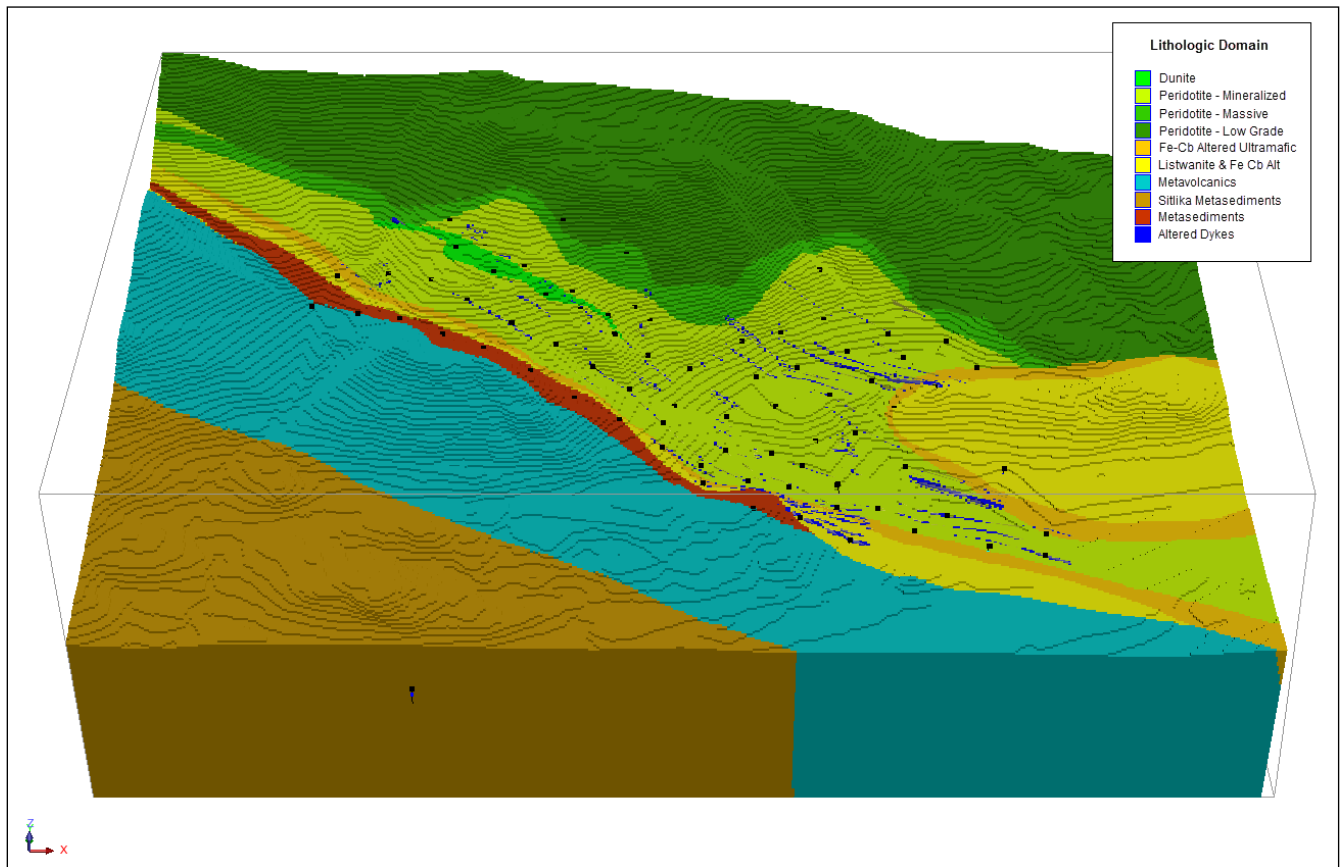 Lithologic Domain
Dunite
Peridotite - Mineralized
Peridotite - Massive
Peridotite - Low Grade
Fe-Cb Altered Ultramafic
Listwanite & Fe Cb Alt
Metavolcanics
Sitlika Metasediments
Metasediments
Altered Dykes
Z
X